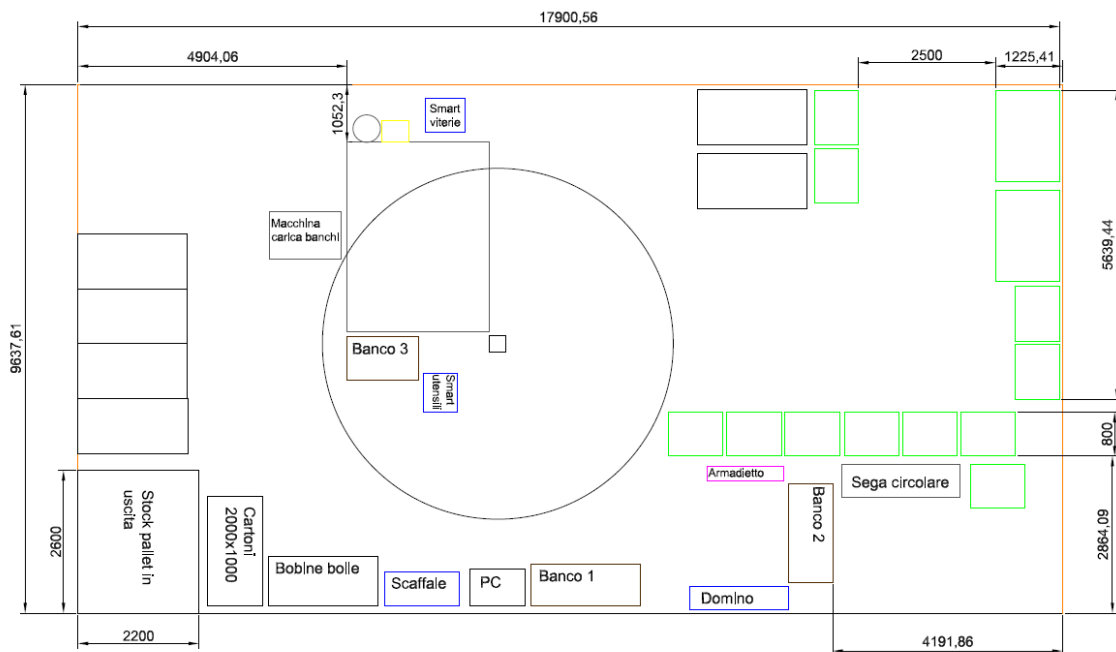 17900,56
4904,06
2500
1225,41
1052,3
Smart
viterie
Macchina
carica banchi
5639,44
9637,61
Banco 3
Smart
utensili
800
Armadietto
Sega circolare
Banco 2
2864,09
2600
Stock pallet in
uscita
Cartoni
2000x1000
Bobine bolle
Scaffale
PC
Banco 1
Domino
2200
4191,86